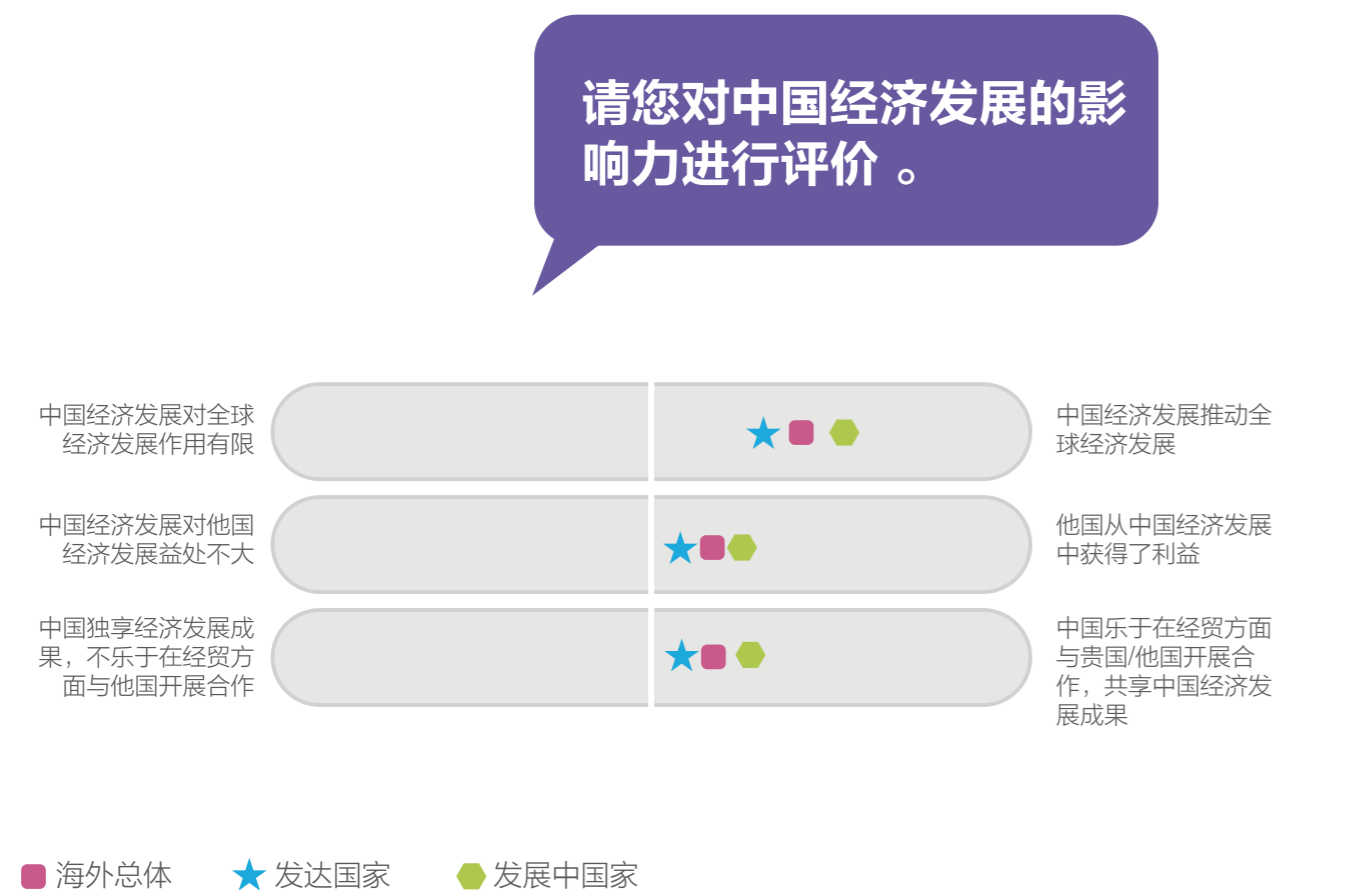 请您对中国经济发展的影
响力进行评价 。
中国经济发展对全球
经济发展作用有限
中国经济发展推动全
球经济发展
中国经济发展对他国
经济发展益处不大
他国从中国经济发展
中获得了利益
中国独享经济发展成
果，不乐于在经贸方
面与他国开展合作
中国乐于在经贸方面
与贵国/他国开展合
作，共享中国经济发
展成果
海外总体
发达国家
发展中国家